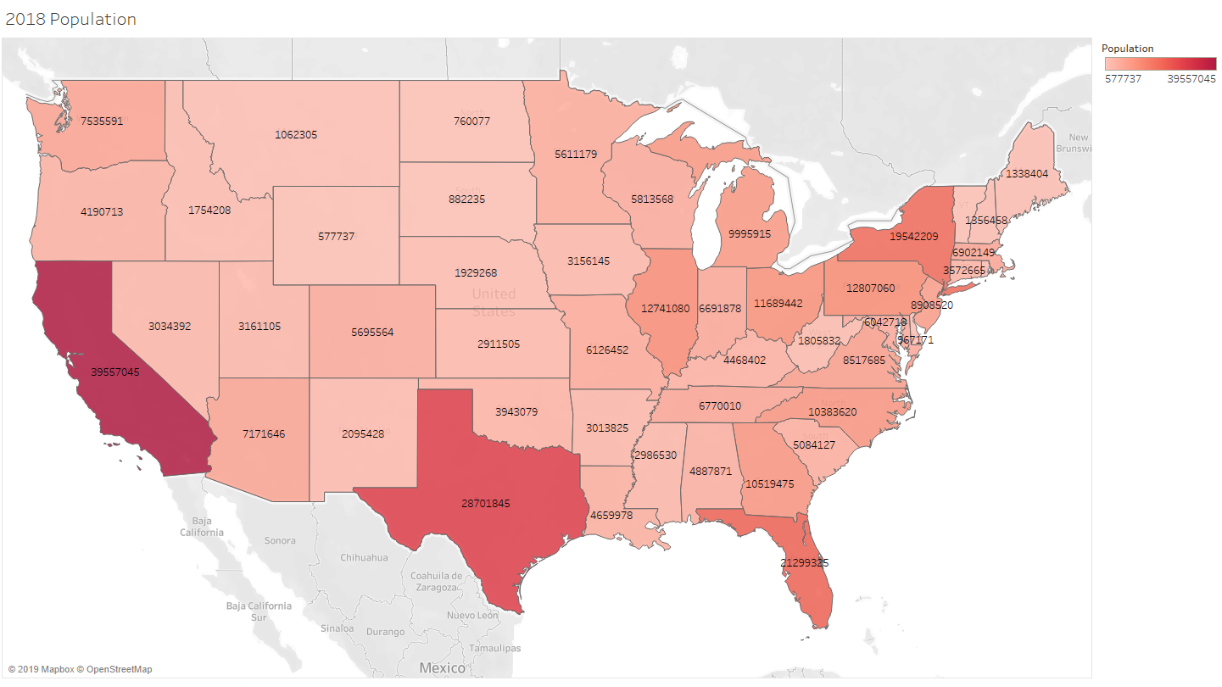 2018 Population
Population
577737 39557045
7535591
1062305
760077
5611179
4190713
1754208
577737
882235
5813568
9995915
19542209
1338404
1356458
6902149
3572665
New
Brunswi
3034392
3161105
5695564
1929268
United
States
2911505
3156145
12741080
6691878
11689442
12807060
8908520
6042718
967171
1805832
8517685
39557045
7171646
2095428
3943079
6126452
4468402
6770010
10383620
3013825
5084127
2986530
4887871
10519475
28701845
4659978
21299325
Baja
California
Sonora
Chihuahua
Coahuila de
Zaragoza
Baja California
Sur
Nuevo León
Sinaloa
Durango
Tamaulipas
Mexico
© 2019 Mapbox © OpenStreetMap